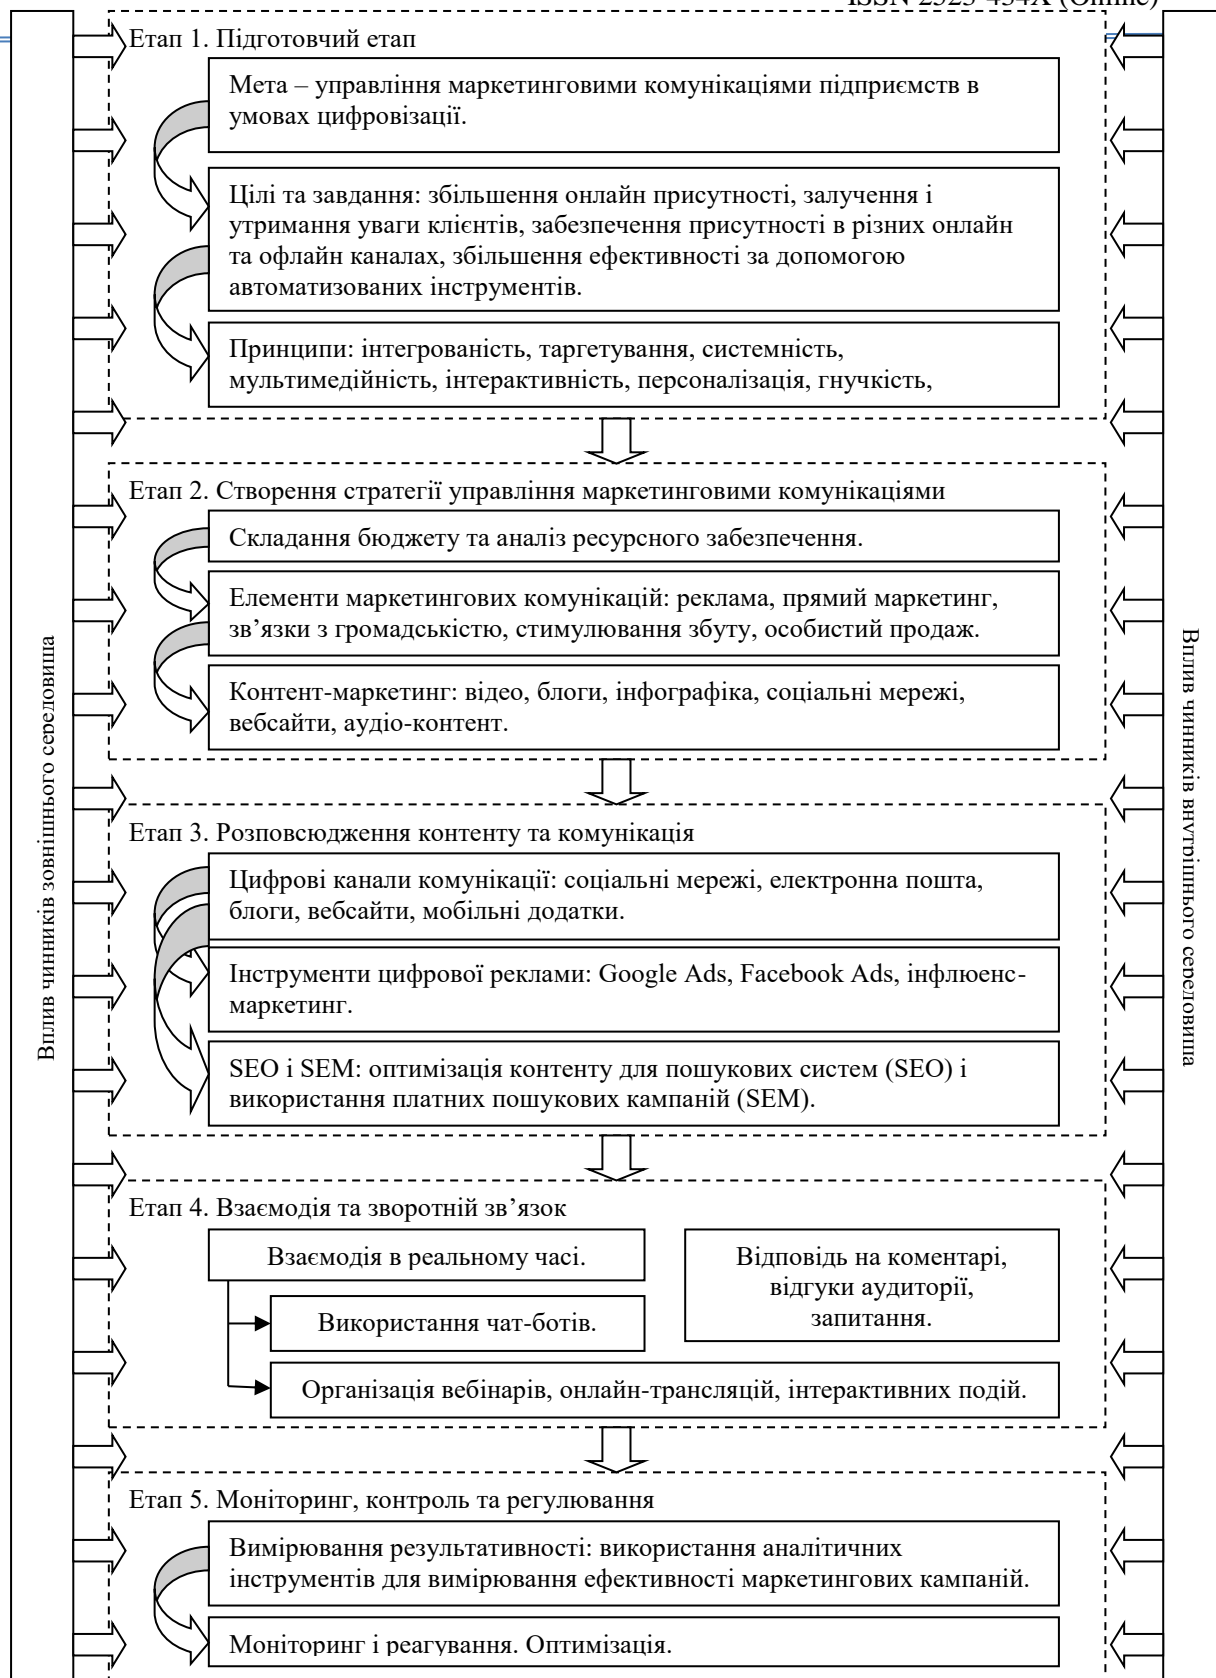 ISSN 2523-434X (Online)
Етап 1. Підготовчий етап
Мета – управління маркетинговими комунікаціями підприємств в
умовах цифровізації.
Цілі та завдання: збільшення онлайн присутності, залучення і
утримання уваги клієнтів, забезпечення присутності в різних онлайн
та офлайн каналах, збільшення ефективності за допомогою
автоматизованих інструментів.
Принципи: інтегрованість, таргетування, системність,
мультимедійність, інтерактивність, персоналізація, гнучкість,
Етап 2. Створення стратегії управління маркетинговими комунікаціями
Складання бюджету та аналіз ресурсного забезпечення.
Елементи маркетингових комунікацій: реклама, прямий маркетинг,
зв’язки з громадськістю, стимулювання збуту, особистий продаж.
Контент-маркетинг: відео, блоги, інфографіка, соціальні мережі,
вебсайти, аудіо-контент.
Етап 3. Розповсюдження контенту та комунікація
Цифрові канали комунікації: соціальні мережі, електронна пошта,
блоги, вебсайти, мобільні додатки.
Інструменти цифрової реклами: Google Ads, Facebook Ads, інфлюенс-
маркетинг.
SEO і SEM: оптимізація контенту для пошукових систем (SEO) і
використання платних пошукових кампаній (SEM).
Етап 4. Взаємодія та зворотній зв’язок
Взаємодія в реальному часі.
Відповідь на коментарі,
відгуки аудиторії,
запитання.
Використання чат-ботів.
Організація вебінарів, онлайн-трансляцій, інтерактивних подій.
Етап 5. Моніторинг, контроль та регулювання
Вимірювання результативності: використання аналітичних
інструментів для вимірювання ефективності маркетингових кампаній.
Моніторинг і реагування. Оптимізація.
Вплив чинників зовнішнього середовища
Вплив чинників внутрішнього середовища